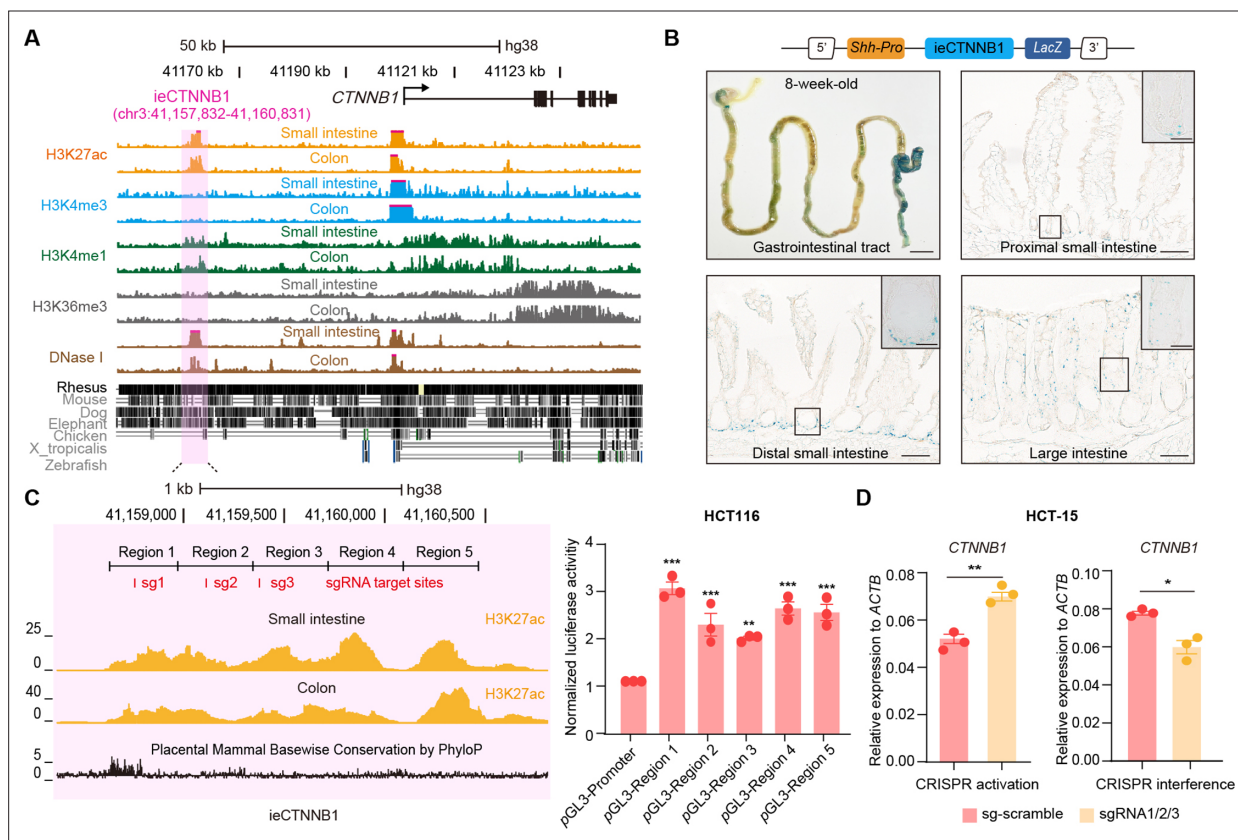 A
50 kb
hg38
41170 kb
41190 kb
41121 kb
41123 kb
ieCTNNB1
(chr3:41,157,832-41,160,831)
CTNNB1
Small intestine
H3K27ac
Colon
Small intestine
H3K4me3
Colon
Small intestine
H3K4me1
Colon
Small intestine
H3K36me3
Colon
Small intestine
DNase I
Colon
Rhesus
Mouse
Dog
Elephant
Chicken
X_tropicalis
Zebrafish
B
5' Shh-Pro ieCTNNB1 LacZ 3'
8-week-old
Gastrointestinal tract
Proximal small intestine
Distal small intestine
Large intestine
C
1 kb
hg38
41,159,000 41,159,500 41,160,000 41,160,500
Region 1 Region 2 Region 3 Region 4 Region 5
sg1 sg2 sg3 sgRNA target sites
Small intestine
H3K27ac
25
0
Colon
H3K27ac
40
0
Placental Mammal Basewise Conservation by PhyloP
5
0
ieCTNNB1
HCT116
Normalized luciferase activitiy
4
3
2
1
0
***
***
**
***
***
pGL3-Promoter
pGL3-Region 1
pGL3-Region 2
pGL3-Region 3
pGL3-Region 4
pGL3-Region 5
D
HCT-15
CTNNB1
**
Relative expression to ACTB
0.08
0.06
0.04
0.02
0.00
CRISPR activation
CTNNB1
*
Relative expression to ACTB
0.10
0.08
0.06
0.04
0.02
0.00
CRISPR interference
sg-scramble
sgRNA1/2/3